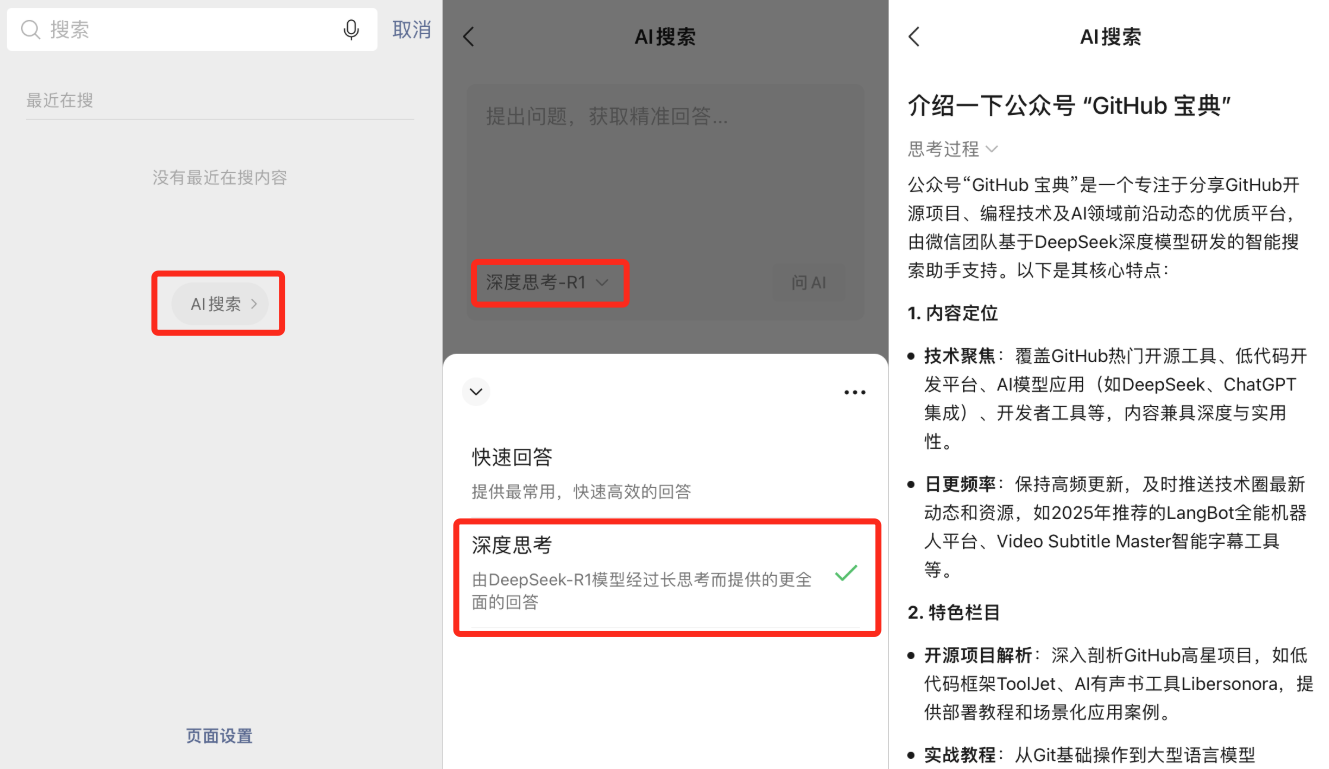 搜索
取消
最近在搜
没有最近在搜内容
AI搜索
页面设置
AI搜索
提出问题，获取精准回答...
深度思考-R1
问 AI
快速回答
提供最常用，快速高效的回答
深度思考
由DeepSeek-R1模型经过长思考而提供的更全
面的回答
AI搜索
介绍一下公众号 “GitHub 宝典”
思考过程
公众号“GitHub 宝典”是一个专注于分享GitHub开
源项目、编程技术及AI领域前沿动态的优质平台，
由微信团队基于DeepSeek深度模型研发的智能搜
索助手支持。以下是其核心特点：
1. 内容定位
• 技术聚焦：覆盖GitHub热门开源工具、低代码开
发平台、AI模型应用（如DeepSeek、ChatGPT
集成）、开发者工具等，内容兼具深度与实用
性。
• 日更频率：保持高频更新，及时推送技术圈最新
动态和资源，如2025年推荐的LangBot全能机器
人平台、Video Subtitle Master智能字幕工具
等。
2. 特色栏目
• 开源项目解析：深入剖析GitHub高星项目，如低
代码框架ToolJet、AI有声书工具Libersonora，提
供部署教程和场景化应用案例。
• 实战教程：从Git基础操作到大型语言模型